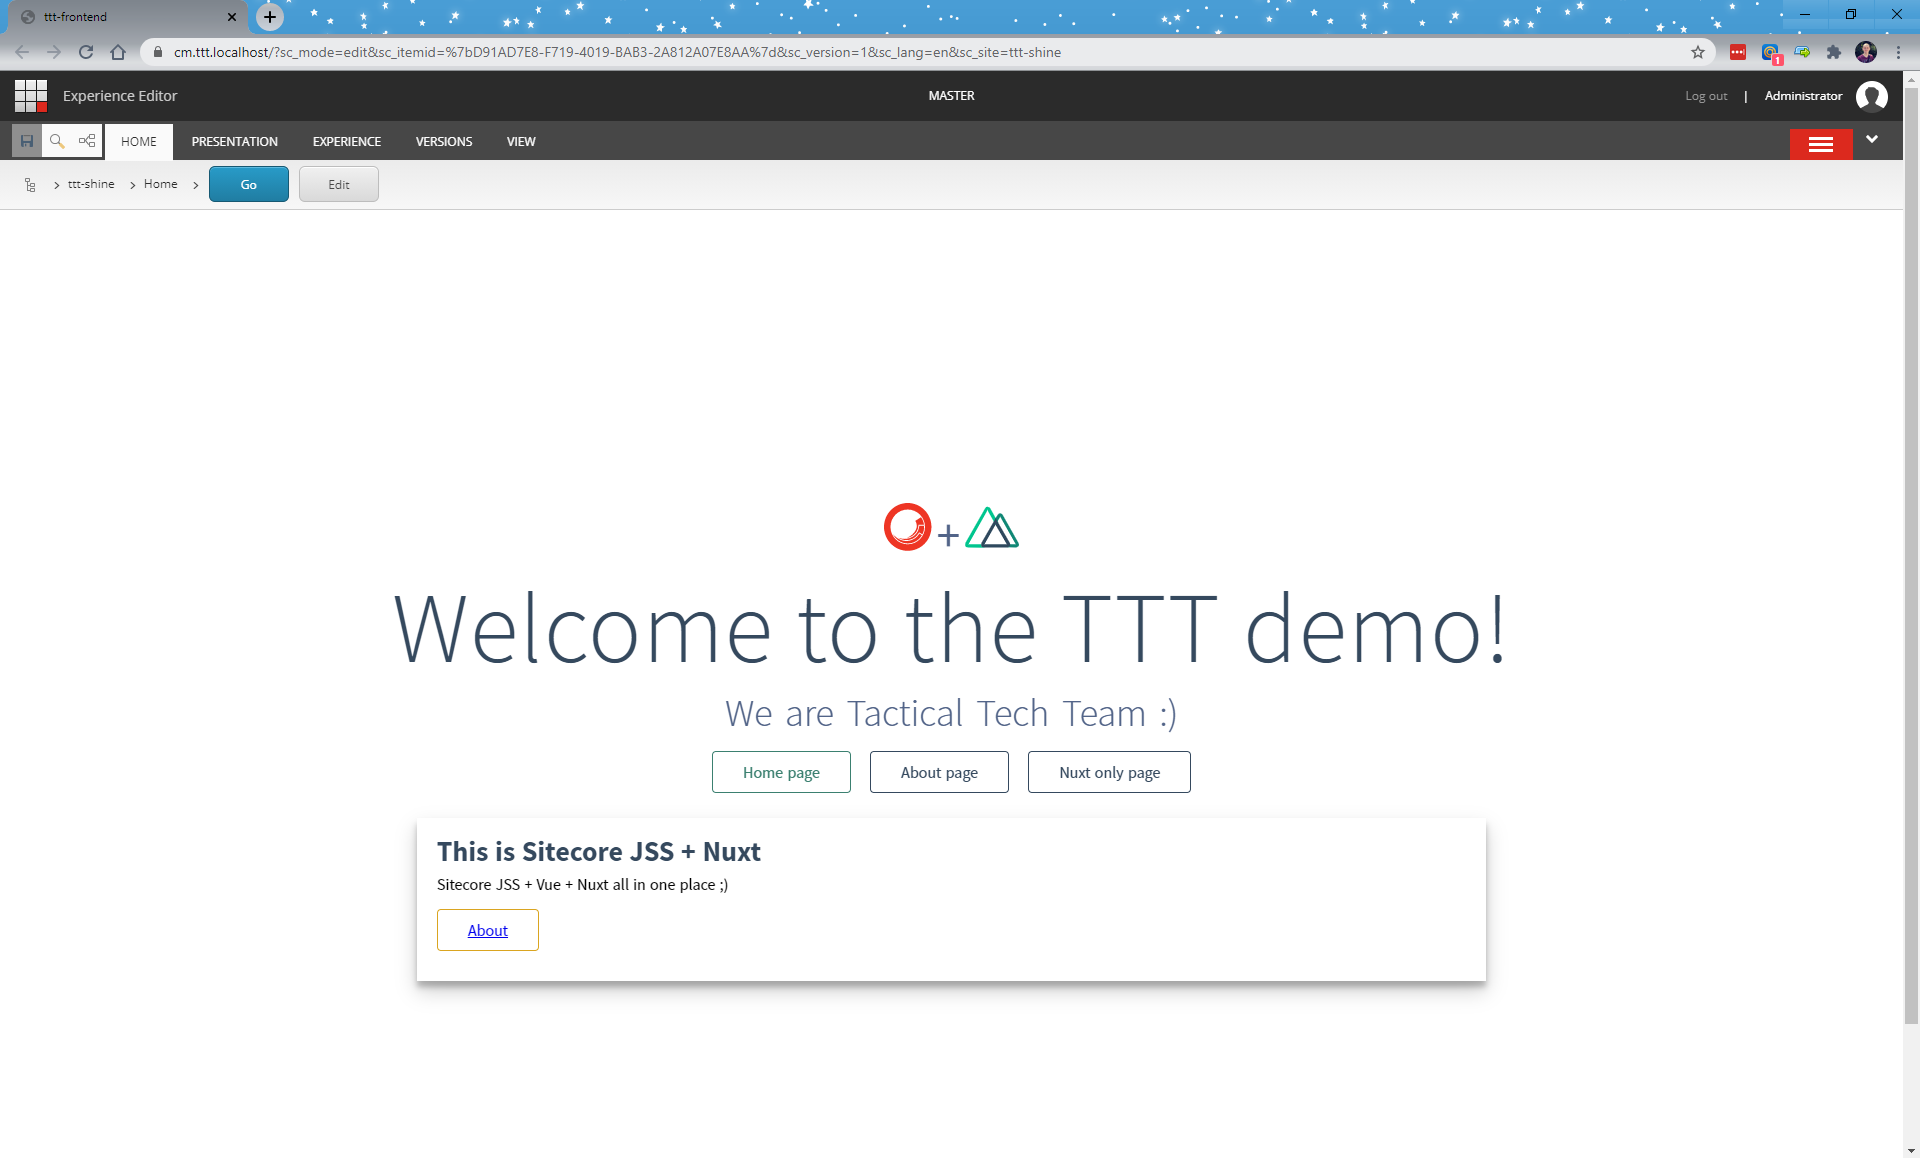 ttt-frontend
cm.ttt.localhost/?sc_mode=edit&sc_itemid=%7bD91AD7E8-F719-4019-BAB3-2A812A07E8AA%7d&sc_version=1&sc_lang=en&sc_site=ttt-shine
1
Experience Editor
MASTER
Log out | Administrator
HOME PRESENTATION EXPERIENCE VERSIONS VIEW
ttt-shine Home Go Edit
+
Welcome to the TTT demo!
We are Tactical Tech Team :)
Home page About page Nuxt only page
This is Sitecore JSS + Nuxt
Sitecore JSS + Vue + Nuxt all in one place ;)
About